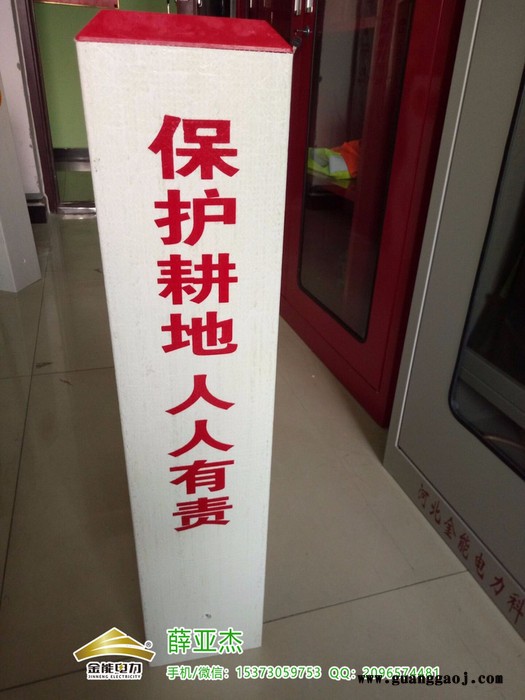 保护耕地人人有责
河北金能电力科
薛亚杰
金能电力
JINNENG ELECTRICITY
手机/微信：15373059753 QQ：2096574481
www.guanggaoj.com